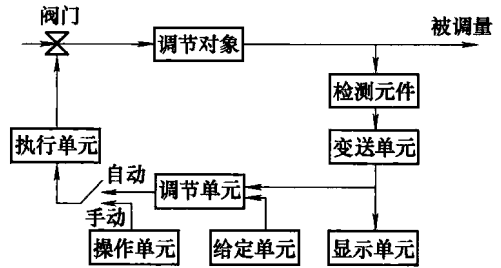 阀门
被调量
调节对象
检测元件
执行单元
变送单元
自动
调节单元
手动
操作单元
给定单元
显示单元